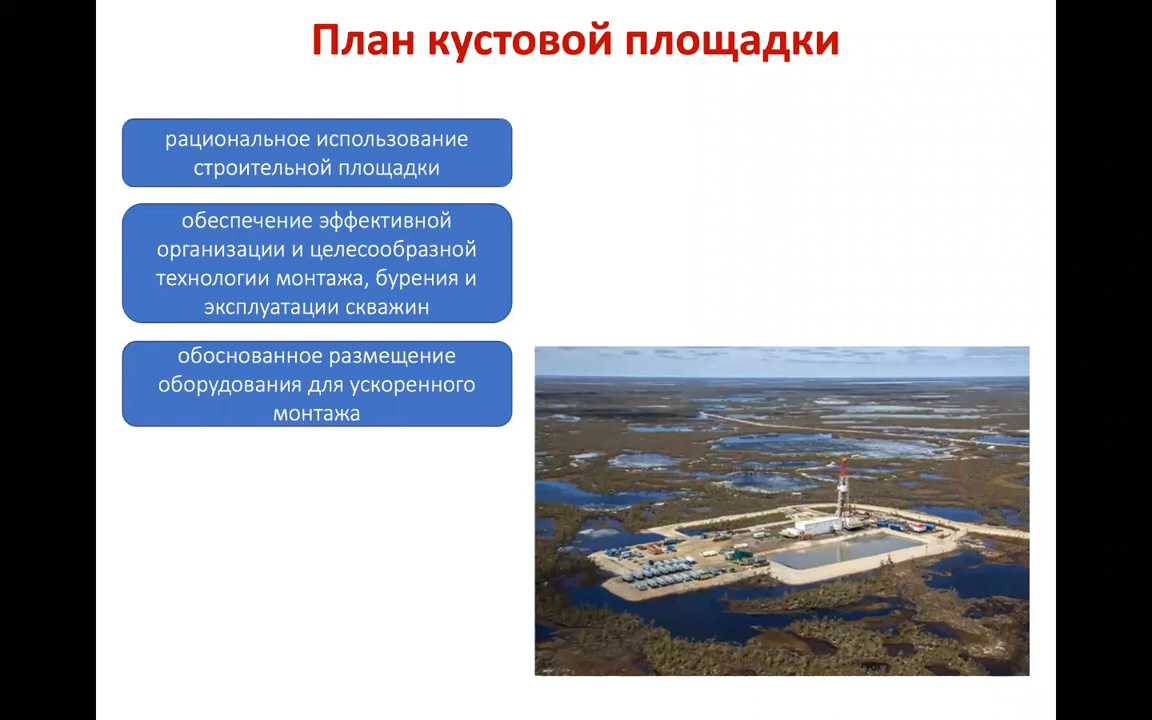 План кустовой площадки
рациональное использование
строительной площадки
обеспечение эффективной
организации и целесообразной
технологии монтажа, бурения и
эксплуатации скважин
обоснованное размещение
оборудования для ускоренного
монтажа